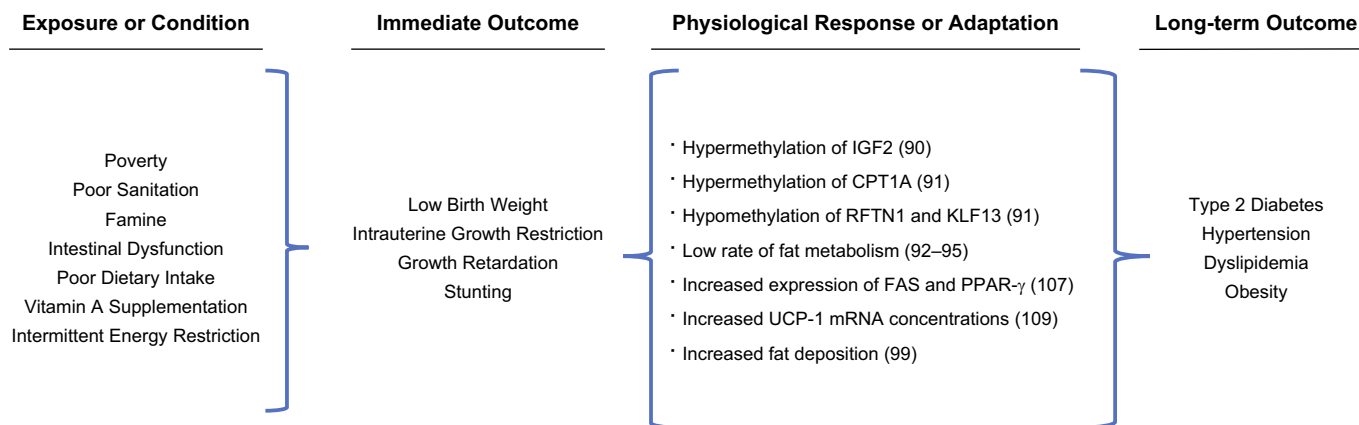 Exposure or Condition
Immediate Outcome
Physiological Response or Adaptation
Long-term Outcome
Poverty
Poor Sanitation
Famine
Intestinal Dysfunction
Poor Dietary Intake
Vitamin A Supplementation
Intermittent Energy Restriction
Low Birth Weight
Intrauterine Growth Restriction
Growth Retardation
Stunting
· Hypermethylation of IGF2 (90)
· Hypermethylation of CPT1A (91)
· Hypomethylation of RFTN1 and KLF13 (91)
· Low rate of fat metabolism (92–95)
· Increased expression of FAS and PPAR-γ (107)
· Increased UCP-1 mRNA concentrations (109)
· Increased fat deposition (99)
Type 2 Diabetes
Hypertension
Dyslipidemia
Obesity